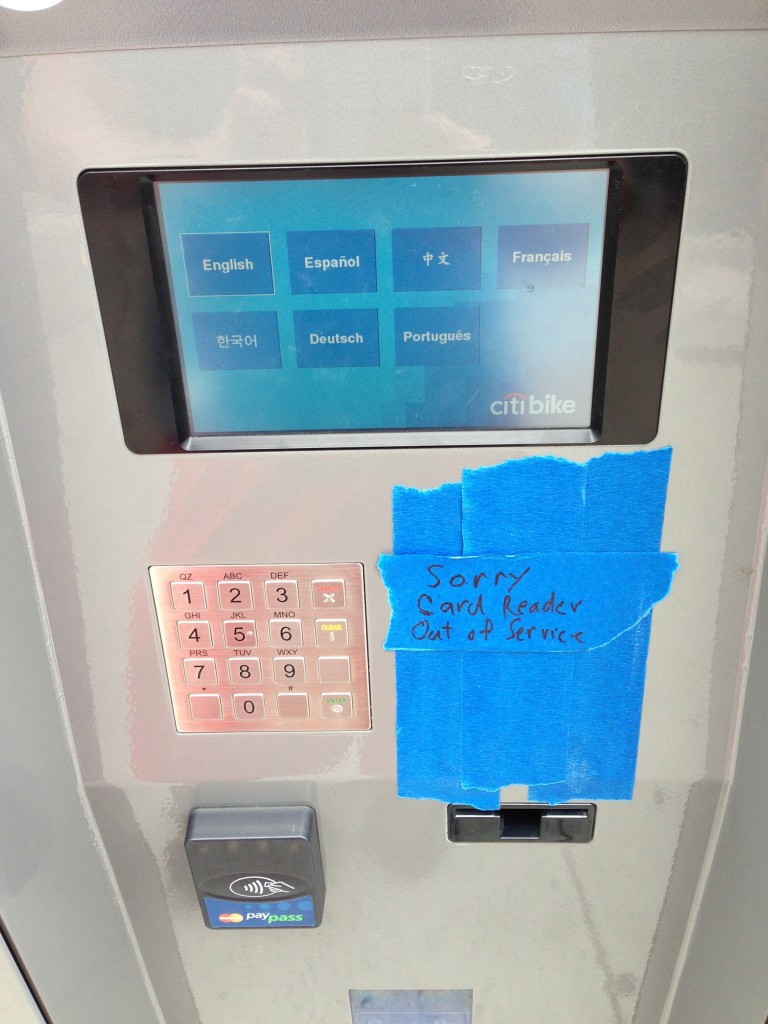 English Español 中文 Français
한국어 Deutsch Português
citi bike
Sorry
Card Reader
Out of Service
QZ ABC DEF
1 2 3
GHI JKL MNO
4 5 6 CLEAR
PRS TUV WXY
7 8 9
* #
0 ENTER
paypass